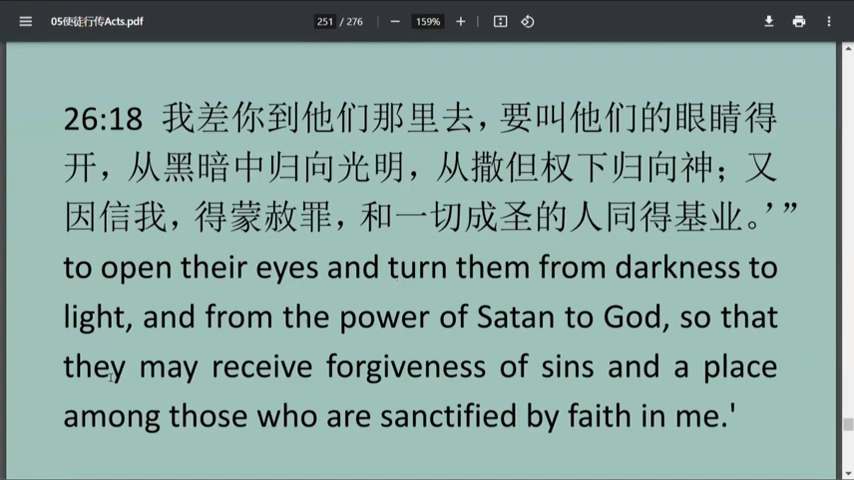 05使徒行传Acts.pdf
251 / 276
159%
26:18 我差你到他们那里去，要叫他们的眼睛得
开，从黑暗中归向光明，从撒但权下归向神；又
因信我，得蒙赦罪，和一切成圣的人同得基业。’”
to open their eyes and turn them from darkness to
light, and from the power of Satan to God, so that
they may receive forgiveness of sins and a place
among those who are sanctified by faith in me.'